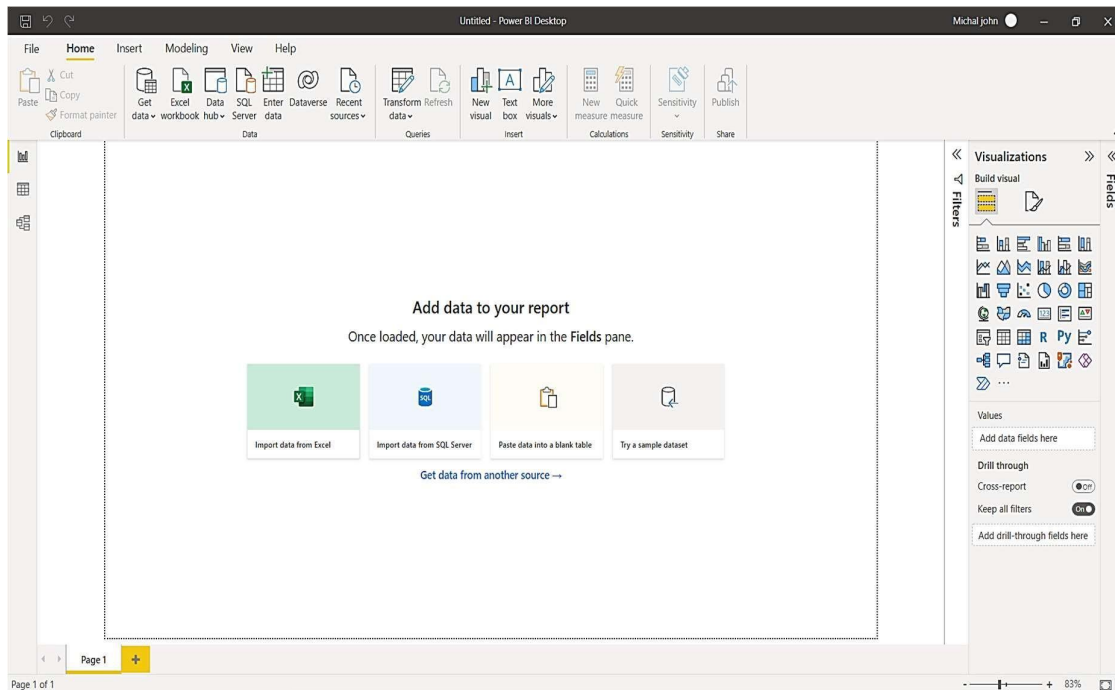 Untitled - Power BI Desktop
Michal john
File Home Insert Modeling View Help
Paste
Cut
Copy
Format painter
Clipboard
Get data
Excel workbook
Data hub
SQL Server
Enter data
Dataverse
Recent sources
Data
Transform data
Refresh
Queries
New visual
Text box
More visuals
Insert
New measure
Quick measure
Calculations
Sensitivity
Sensitivity
Publish
Share
Add data to your report
Once loaded, your data will appear in the Fields pane.
Import data from Excel
SQL
Import data from SQL Server
Paste data into a blank table
Try a sample dataset
Get data from another source →
Filters
Visualizations
Build visual
123
R Py
...
Values
Add data fields here
Drill through
Cross-report
Off
Keep all filters
On
Add drill-through fields here
Fields
Page 1
Page 1 of 1
- + 83%